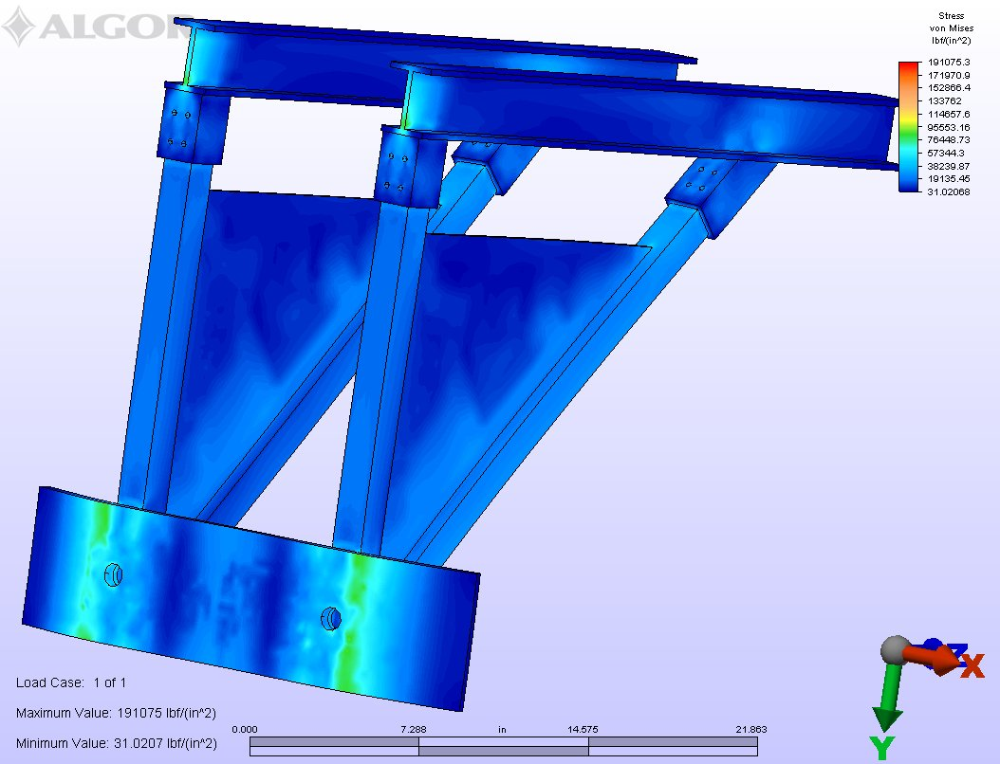 ALGOR
Stress
von Mises
lbf/(in^2)
191075.3
171970.9
152866.4
133762
114657.6
95553.16
76448.73
57344.3
38239.87
19135.45
31.02068
Load Case: 1 of 1
Maximum Value: 191075 lbf/(in^2)
Minimum Value: 31.0207 lbf/(in^2)
0.000 7.288 in 14.575 21.863
Z
X
Y